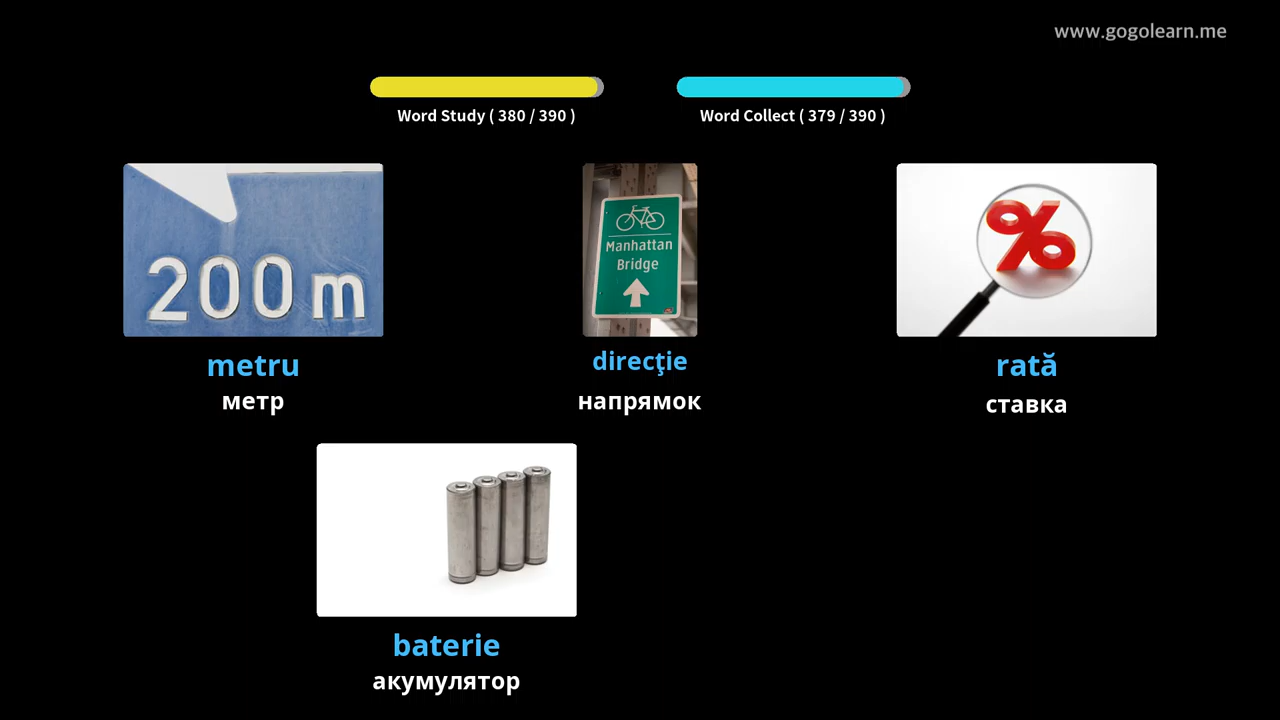 www.gogolearn.me
Word Study ( 380 / 390 )
Word Collect ( 379 / 390 )
200m
Manhattan
Bridge
%
metru
метр
direcţie
напрямок
rată
ставка
baterie
акумулятор